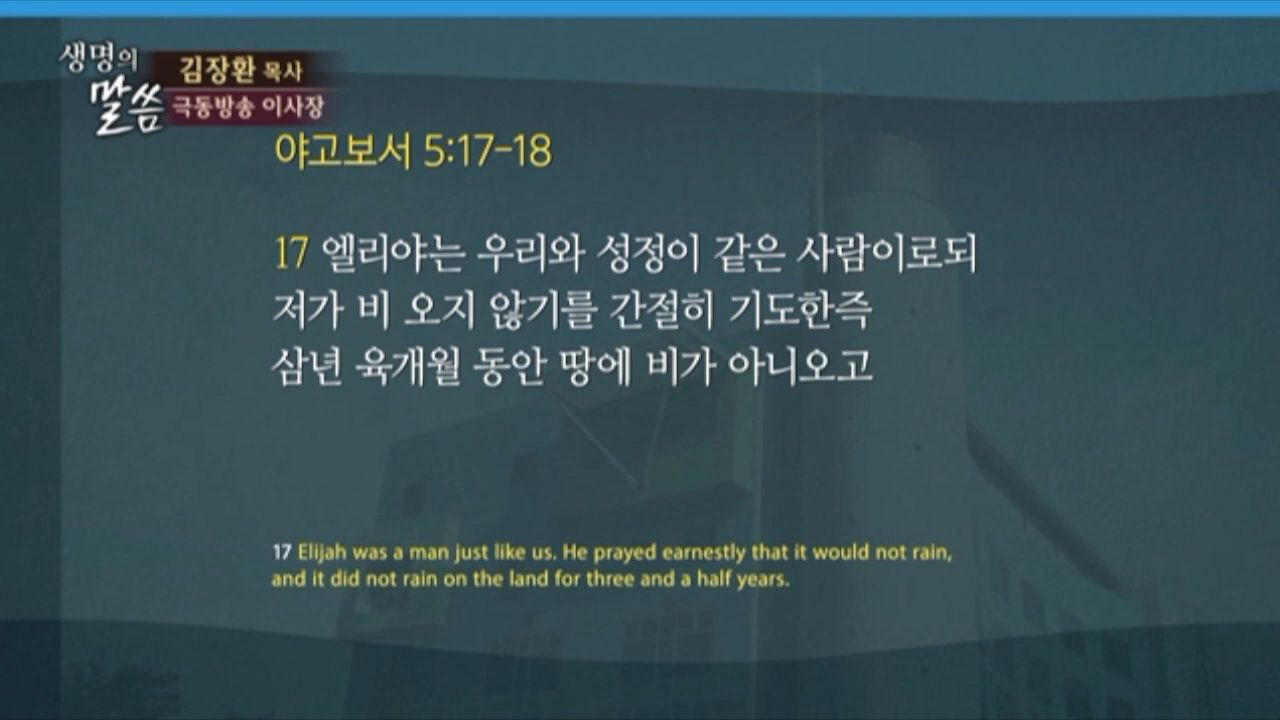 생명의
말씀
김장환 목사
극동방송 이사장
야고보서 5:17-18
17 엘리야는 우리와 성정이 같은 사람이로되
저가 비 오지 않기를 간절히 기도한즉
삼년 육개월 동안 땅에 비가 아니오고
17 Elijah was a man just like us. He prayed earnestly that it would not rain,
and it did not rain on the land for three and a half years.